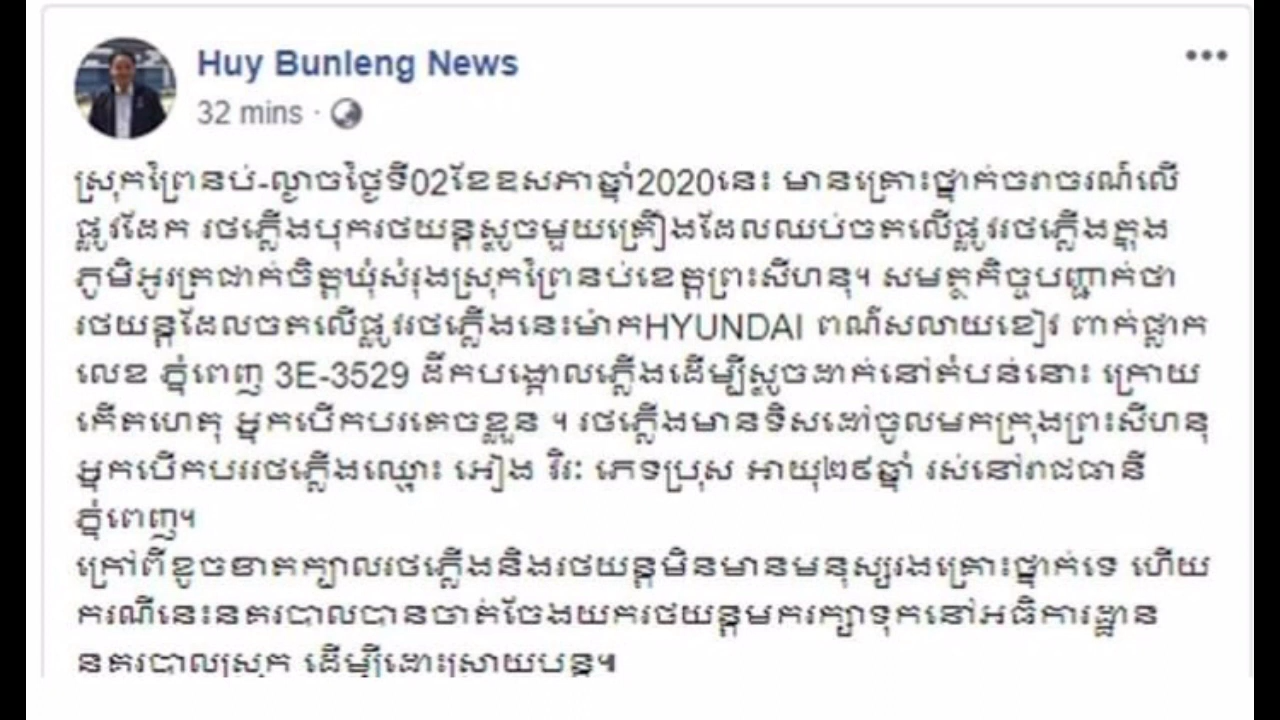 Huy Bunleng News
32 mins ·
ស្រុកព្រៃនប់-ល្ងាចថ្ងៃទី02ខែឧសភាឆ្នាំ2020នេះ មានគ្រោះថ្នាក់ចរាចរណ៍លើ
ផ្លូវដែក រថភ្លើងបុករថយន្តស្ទូចមួយគ្រឿងដែលឈប់ចតលើផ្លូវរថភ្លើងក្នុង
ភូមិអូរត្រជាក់ចិត្តឃុំសំរុងស្រុកព្រៃនប់ខេត្តព្រះសីហនុ។ សមត្ថកិច្ចបញ្ជាក់ថា
រថយន្តដែលចតលើផ្លូវរថភ្លើងនេះម៉ាកHYUNDAI ពណ៌សលាយខៀវ ពាក់ផ្លាក
លេខ ភ្នំពេញ 3E-3529 ដឹកបង្គោលភ្លើងដើម្បីស្ទូចដាក់នៅតំបន់នោះ ក្រោយ
កើតហេតុ អ្នកបើកបរគេចខ្លួន ។ រថភ្លើងមានទិសដៅចូលមកក្រុងព្រះសីហនុ
អ្នកបើកបររថភ្លើងឈ្មោះ អៀង វិរៈ ភេទប្រុស អាយុ២៩ឆ្នាំ រស់នៅរាជធានី
ភ្នំពេញ។
ក្រៅពីខូចខាតក្បាលរថភ្លើងនិងរថយន្តមិនមានមនុស្សរងគ្រោះថ្នាក់ទេ ហើយ
ករណីនេះនគរបាលបានចាត់ចែងយករថយន្តមករក្សាទុកនៅអធិការដ្ឋាន
នគរបាលស្រុក ដើម្បីដោះស្រាយបន្ត៕